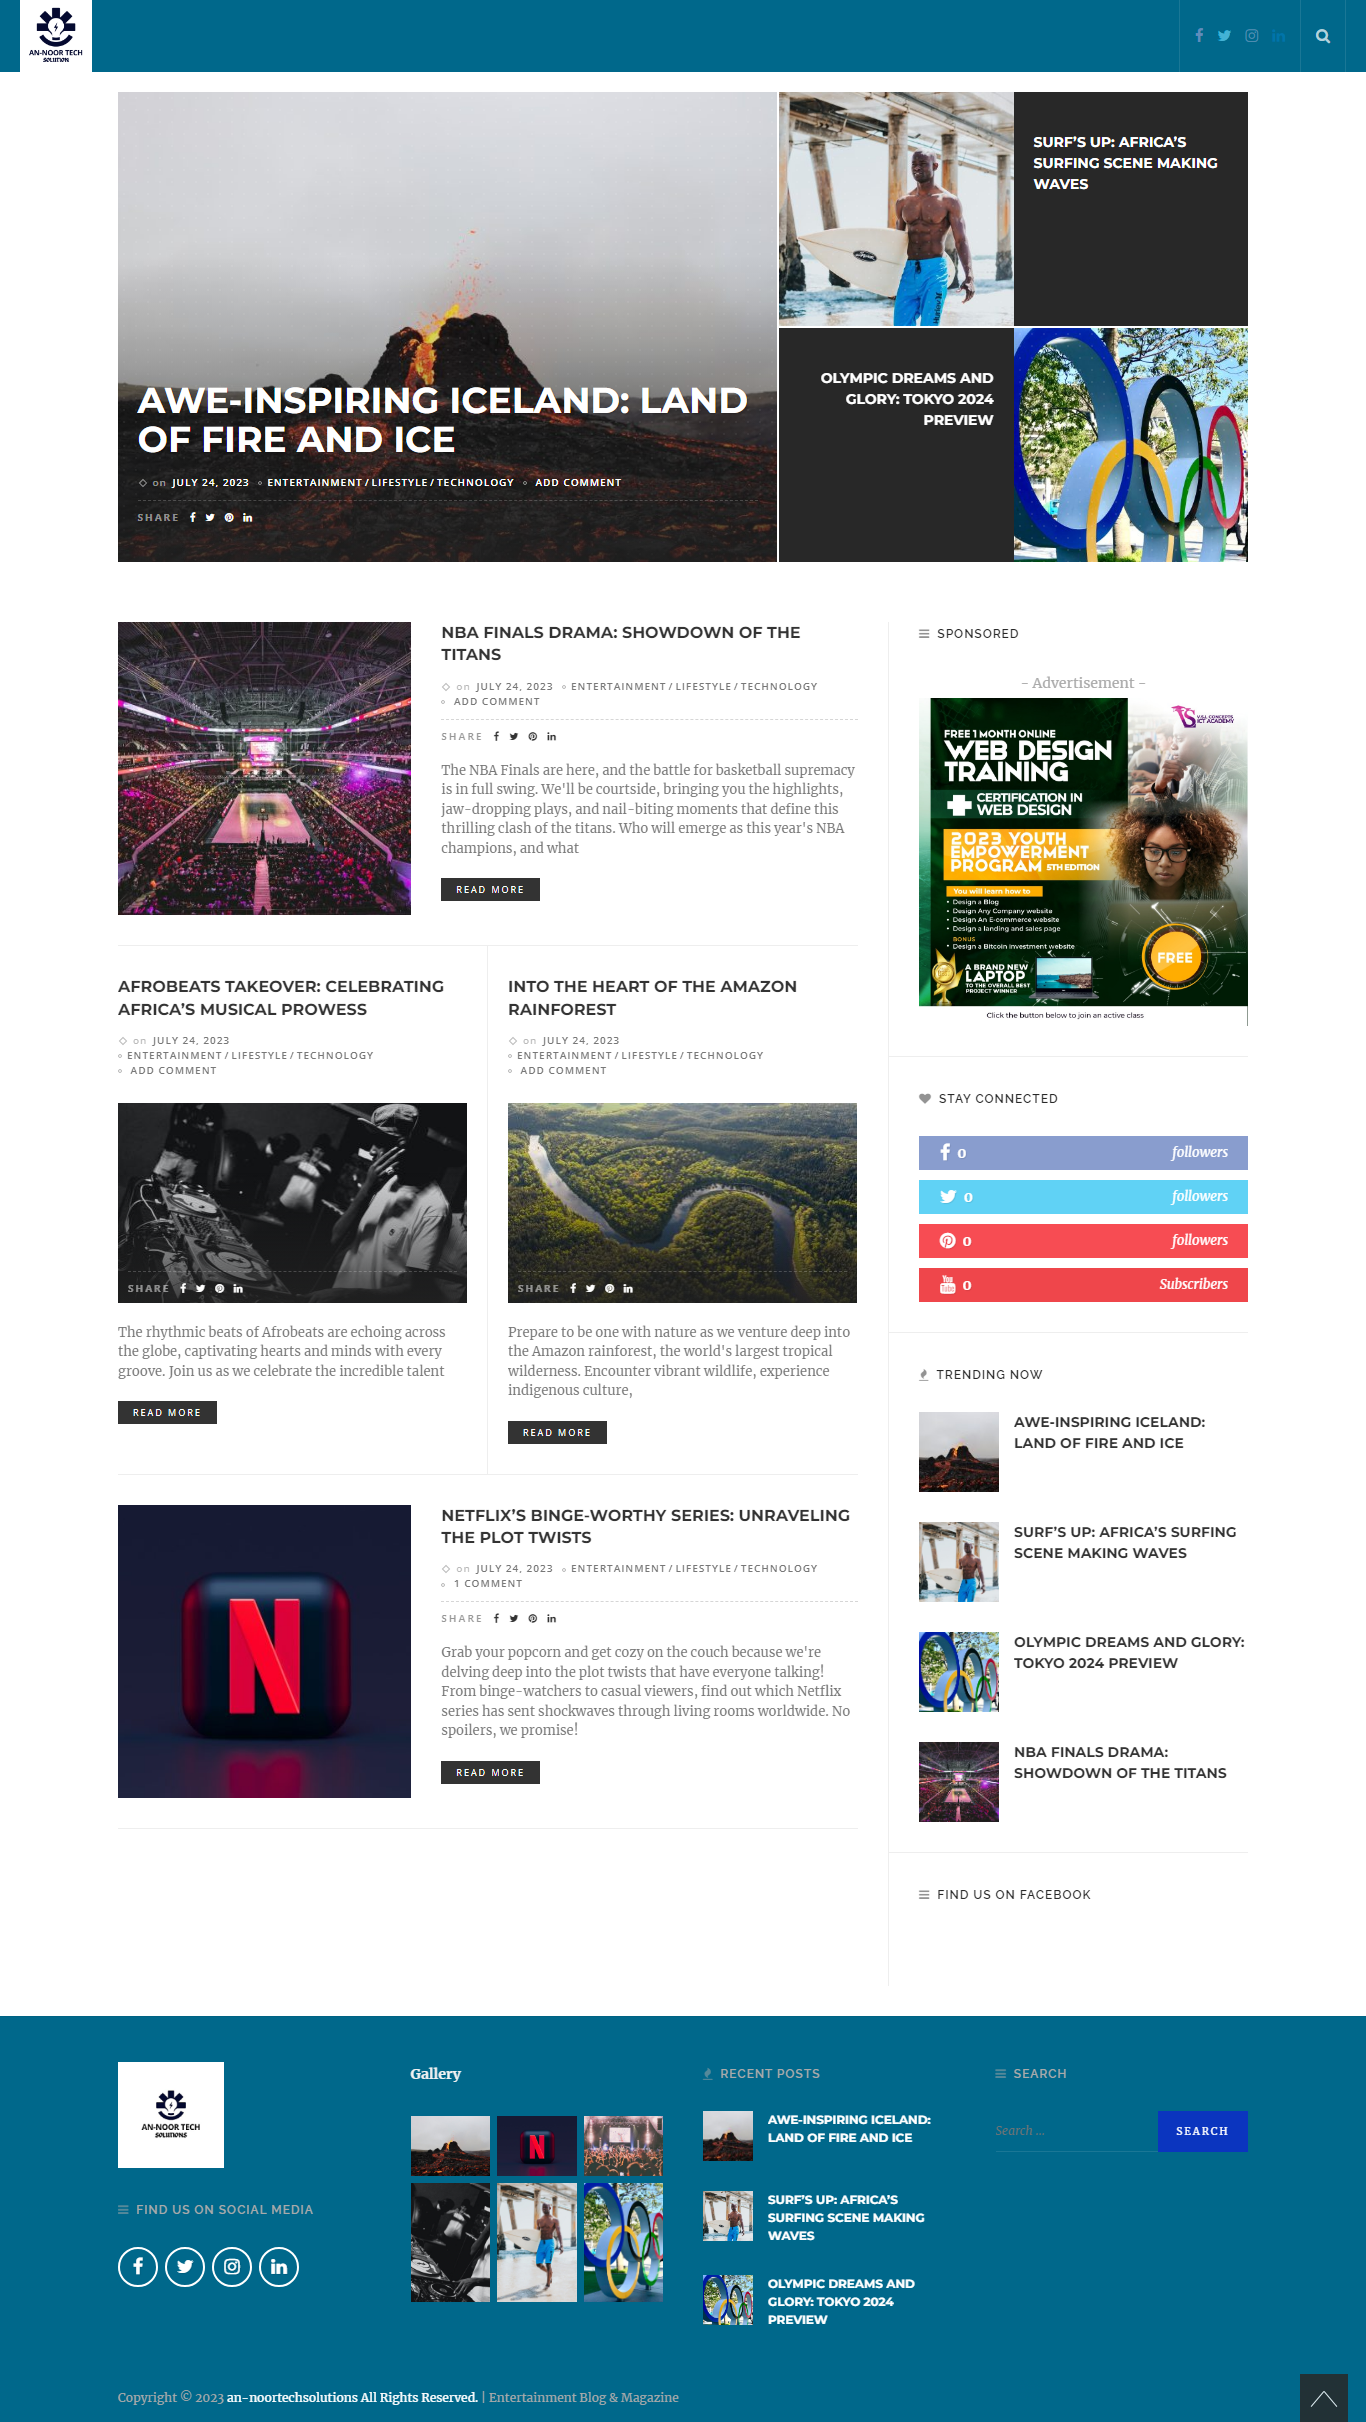 AN-NOOR TECH
SOLUTION
SURF'S UP: AFRICA'S
SURFING SCENE MAKING
WAVES
OLYMPIC DREAMS AND
GLORY: TOKYO 2024
PREVIEW
AWE-INSPIRING ICELAND: LAND
OF FIRE AND ICE
on JULY 24, 2023 ENTERTAINMENT / LIFESTYLE / TECHNOLOGY ADD COMMENT
SHARE
NBA FINALS DRAMA: SHOWDOWN OF THE
TITANS
on JULY 24, 2023 ENTERTAINMENT / LIFESTYLE / TECHNOLOGY
ADD COMMENT
SHARE
The NBA Finals are here, and the battle for basketball supremacy
is in full swing. We'll be courtside, bringing you the highlights,
jaw-dropping plays, and nail-biting moments that define this
thrilling clash of the titans. Who will emerge as this year's NBA
champions, and what
READ MORE
AFROBEATS TAKEOVER: CELEBRATING
AFRICA'S MUSICAL PROWESS
on JULY 24, 2023
ENTERTAINMENT / LIFESTYLE / TECHNOLOGY
ADD COMMENT
SHARE
The rhythmic beats of Afrobeats are echoing across
the globe, captivating hearts and minds with every
groove. Join us as we celebrate the incredible talent
READ MORE
INTO THE HEART OF THE AMAZON
RAINFOREST
on JULY 24, 2023
ENTERTAINMENT / LIFESTYLE / TECHNOLOGY
ADD COMMENT
SHARE
Prepare to be one with nature as we venture deep into
the Amazon rainforest, the world's largest tropical
wilderness. Encounter vibrant wildlife, experience
indigenous culture,
READ MORE
N
NETFLIX'S BINGE-WORTHY SERIES: UNRAVELING
THE PLOT TWISTS
on JULY 24, 2023 ENTERTAINMENT / LIFESTYLE / TECHNOLOGY
1 COMMENT
SHARE
Grab your popcorn and get cozy on the couch because we're
delving deep into the plot twists that have everyone talking!
From binge-watchers to casual viewers, find out which Netflix
series has sent shockwaves through living rooms worldwide. No
spoilers, we promise!
READ MORE
SPONSORED
- Advertisement -
ICT ACADEMY
FREE 1 MONTH ONLINE
WEB DESIGN
TRAINING
CERTIFICATION IN
WEB DESIGN
2023 YOUTH
EMPOWERMENT
PROGRAM 5TH EDITION
You will learn how to
Design a Blog
Design Any Company website
Design An E-commerce website
Design a landing and sales page
BONUS
Design a Bitcoin Investment website
FREE
A BRAND NEW
LAPTOP
TO THE OVERALL BEST
PROJECT WINNER
Click the button below to join an active class
STAY CONNECTED
0 followers
0 followers
0 followers
You Tube 0 Subscribers
TRENDING NOW
AWE-INSPIRING ICELAND:
LAND OF FIRE AND ICE
SURF'S UP: AFRICA'S SURFING
SCENE MAKING WAVES
OLYMPIC DREAMS AND GLORY:
TOKYO 2024 PREVIEW
NBA FINALS DRAMA:
SHOWDOWN OF THE TITANS
FIND US ON FACEBOOK
AN-NOOR TECH
SOLUTIONS
FIND US ON SOCIAL MEDIA
Gallery
N
RECENT POSTS
AWE-INSPIRING ICELAND:
LAND OF FIRE AND ICE
SURF'S UP: AFRICA'S
SURFING SCENE MAKING
WAVES
OLYMPIC DREAMS AND
GLORY: TOKYO 2024
PREVIEW
SEARCH
Search ...
SEARCH
Copyright © 2023 an-noortechsolutions All Rights Reserved. | Entertainment Blog & Magazine